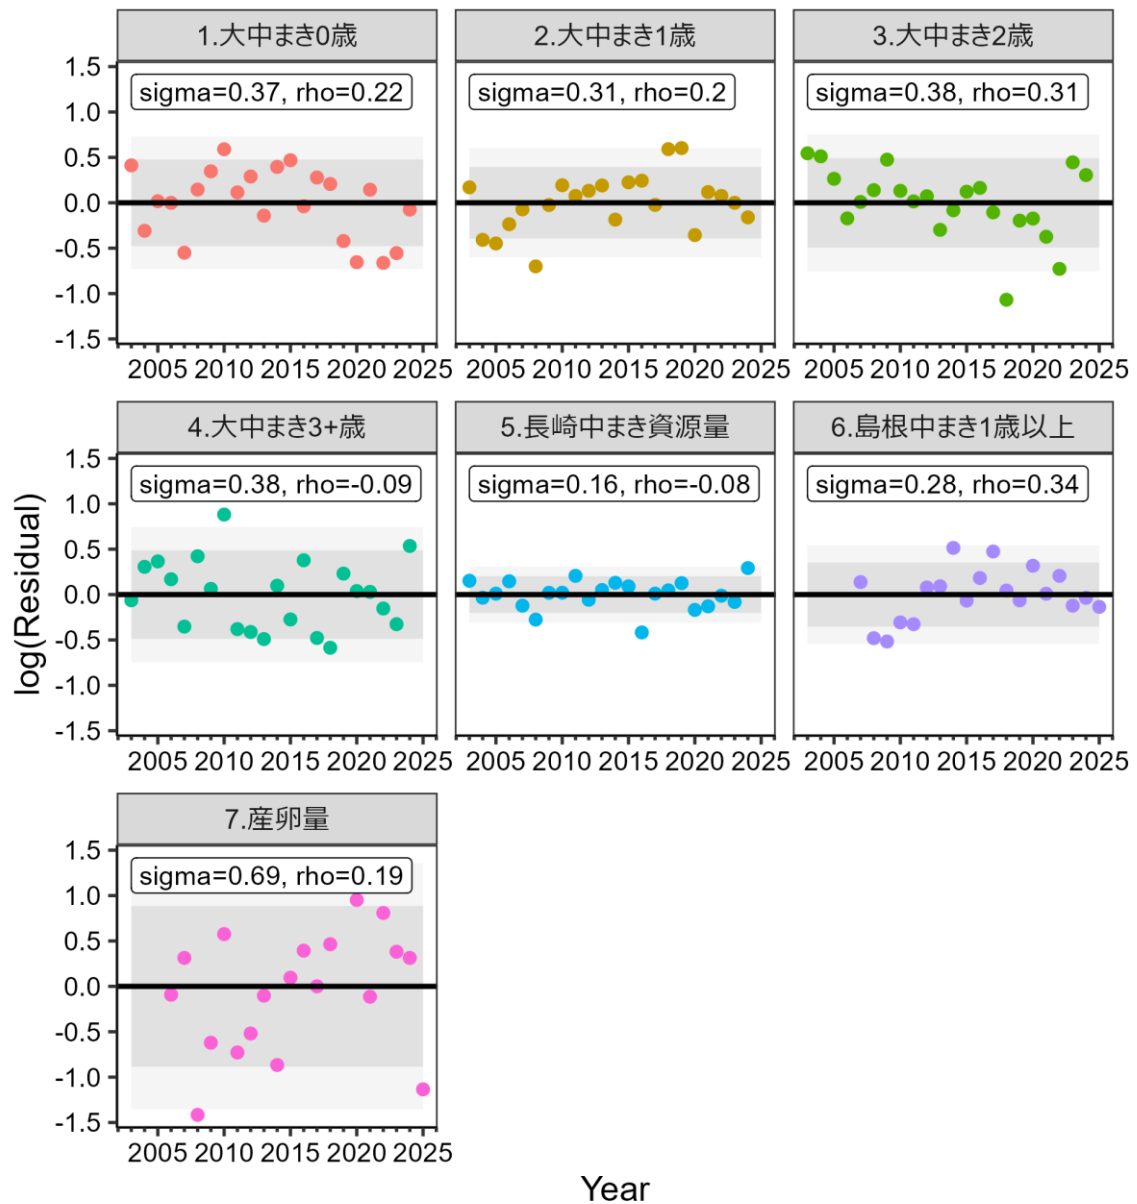 1.大中まき0歳
2.大中まき1歳
3.大中まき2歳
1.5
1.0
0.5
0.0
-0.5
-1.0
-1.5
sigma=0.37, rho=0.22
sigma=0.31, rho=0.2
sigma=0.38, rho=0.31
2005 2010 2015 2020 2025
2005 2010 2015 2020 2025
2005 2010 2015 2020 2025
4.大中まき3+歳
5.長崎中まき資源量
6.島根中まき1歳以上
log(Residual)
1.5
1.0
0.5
0.0
-0.5
-1.0
-1.5
sigma=0.38, rho=-0.09
sigma=0.16, rho=-0.08
sigma=0.28, rho=0.34
2005 2010 2015 2020 2025
2005 2010 2015 2020 2025
2005 2010 2015 2020 2025
7.産卵量
1.5
1.0
0.5
0.0
-0.5
-1.0
-1.5
sigma=0.69, rho=0.19
2005 2010 2015 2020 2025
Year